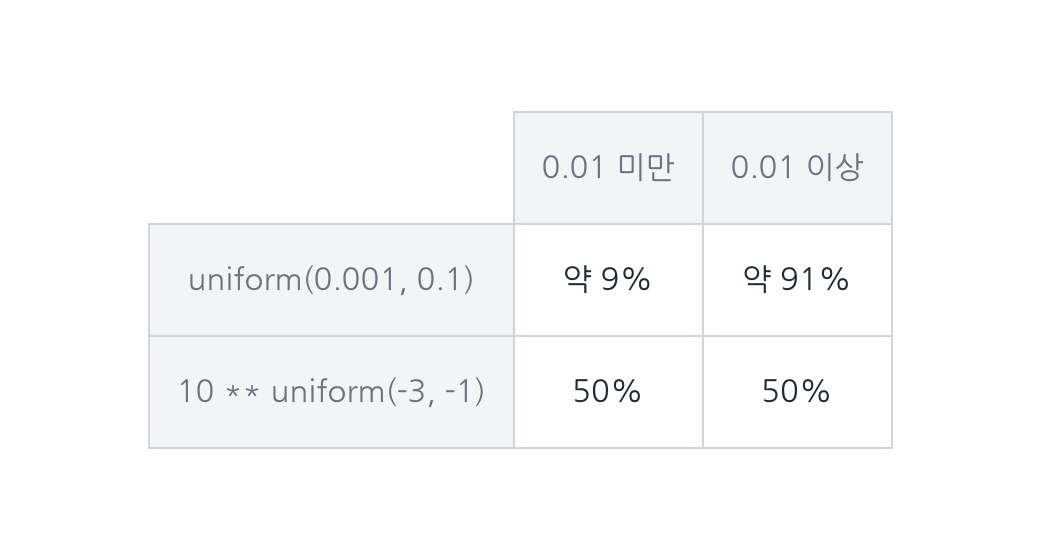 0.01 미만 0.01 이상
uniform(0.001, 0.1) 약 9% 약 91%
10 ** uniform(-3, -1) 50% 50%